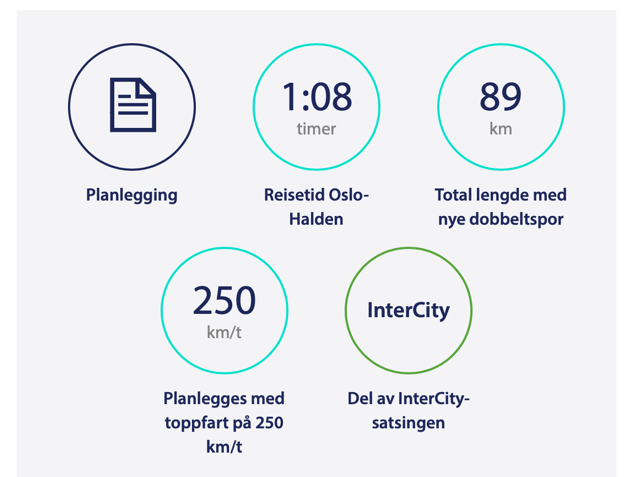 1:08
timer
89
km
Planlegging
Reisetid Oslo-
Halden
Total lengde med
nye dobbeltspor
250
km/t
InterCity
Planlegges med
toppfart på 250
km/t
Del av InterCity-
satsingen